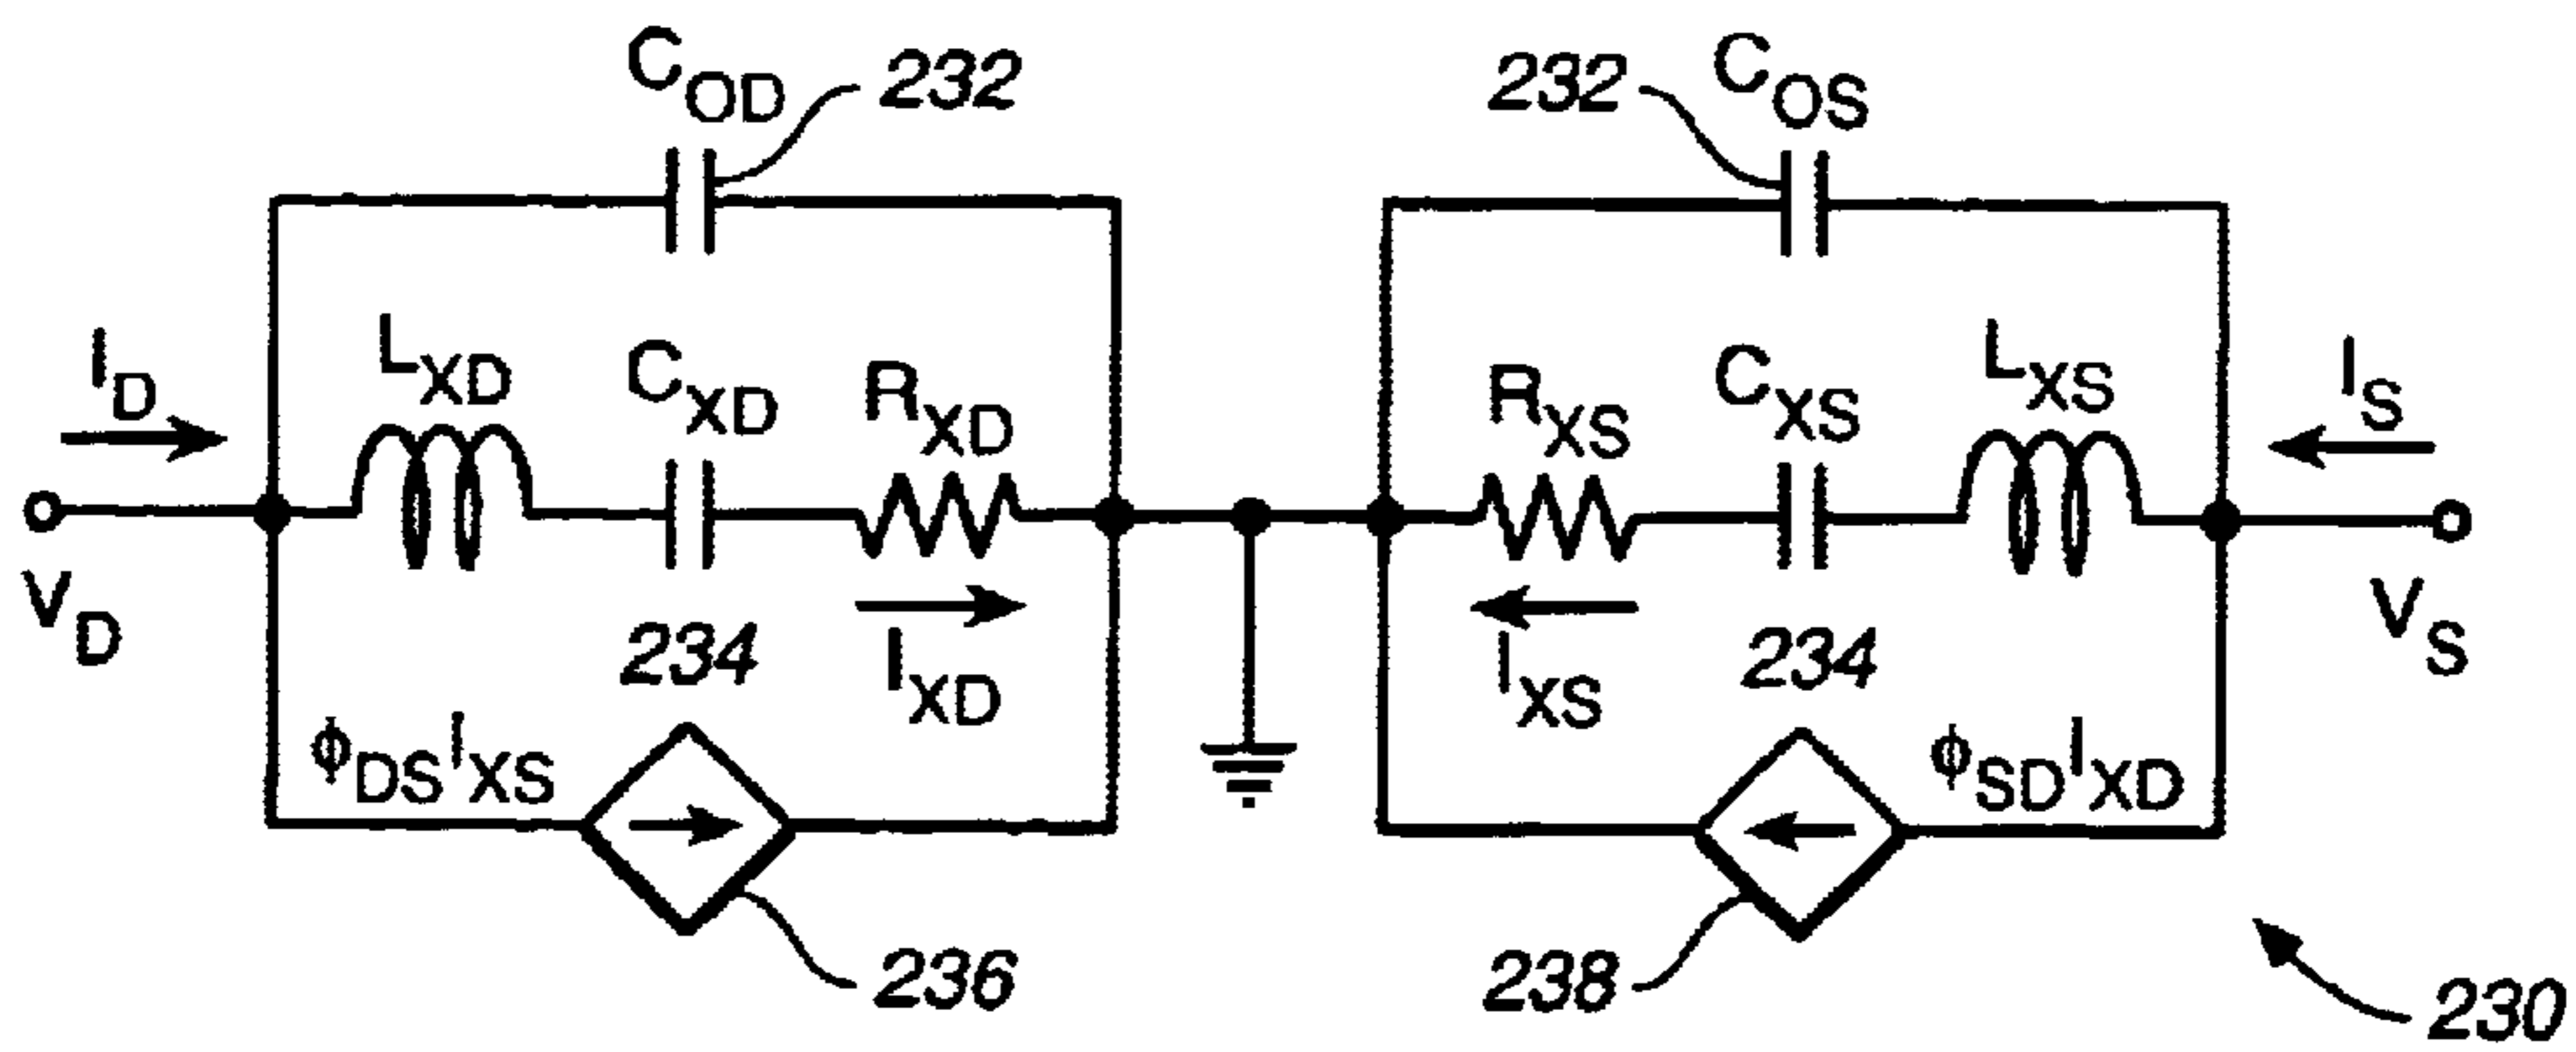 C_OD
232
232
C_OS
I_D
L_XD
C_XD
R_XD
R_XS
C_XS
L_XS
I_S
V_D
234
I_XD
I_XS
234
V_S
ϕ_DS I_XS
ϕ_SD I_XD
236
238
230